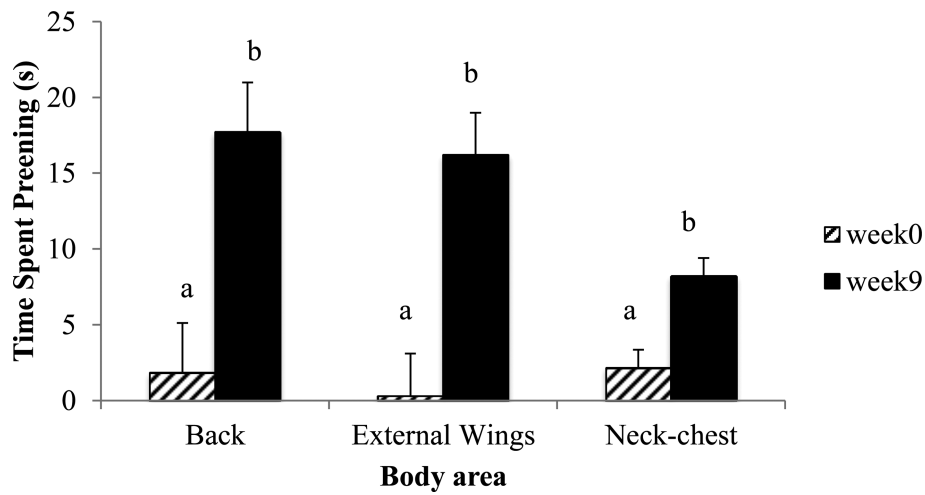 Time Spent Preening (s)
25
20
15
10
5
0
b
b
b
a
a
a
week0
week9
Back
External Wings
Neck-chest
Body area